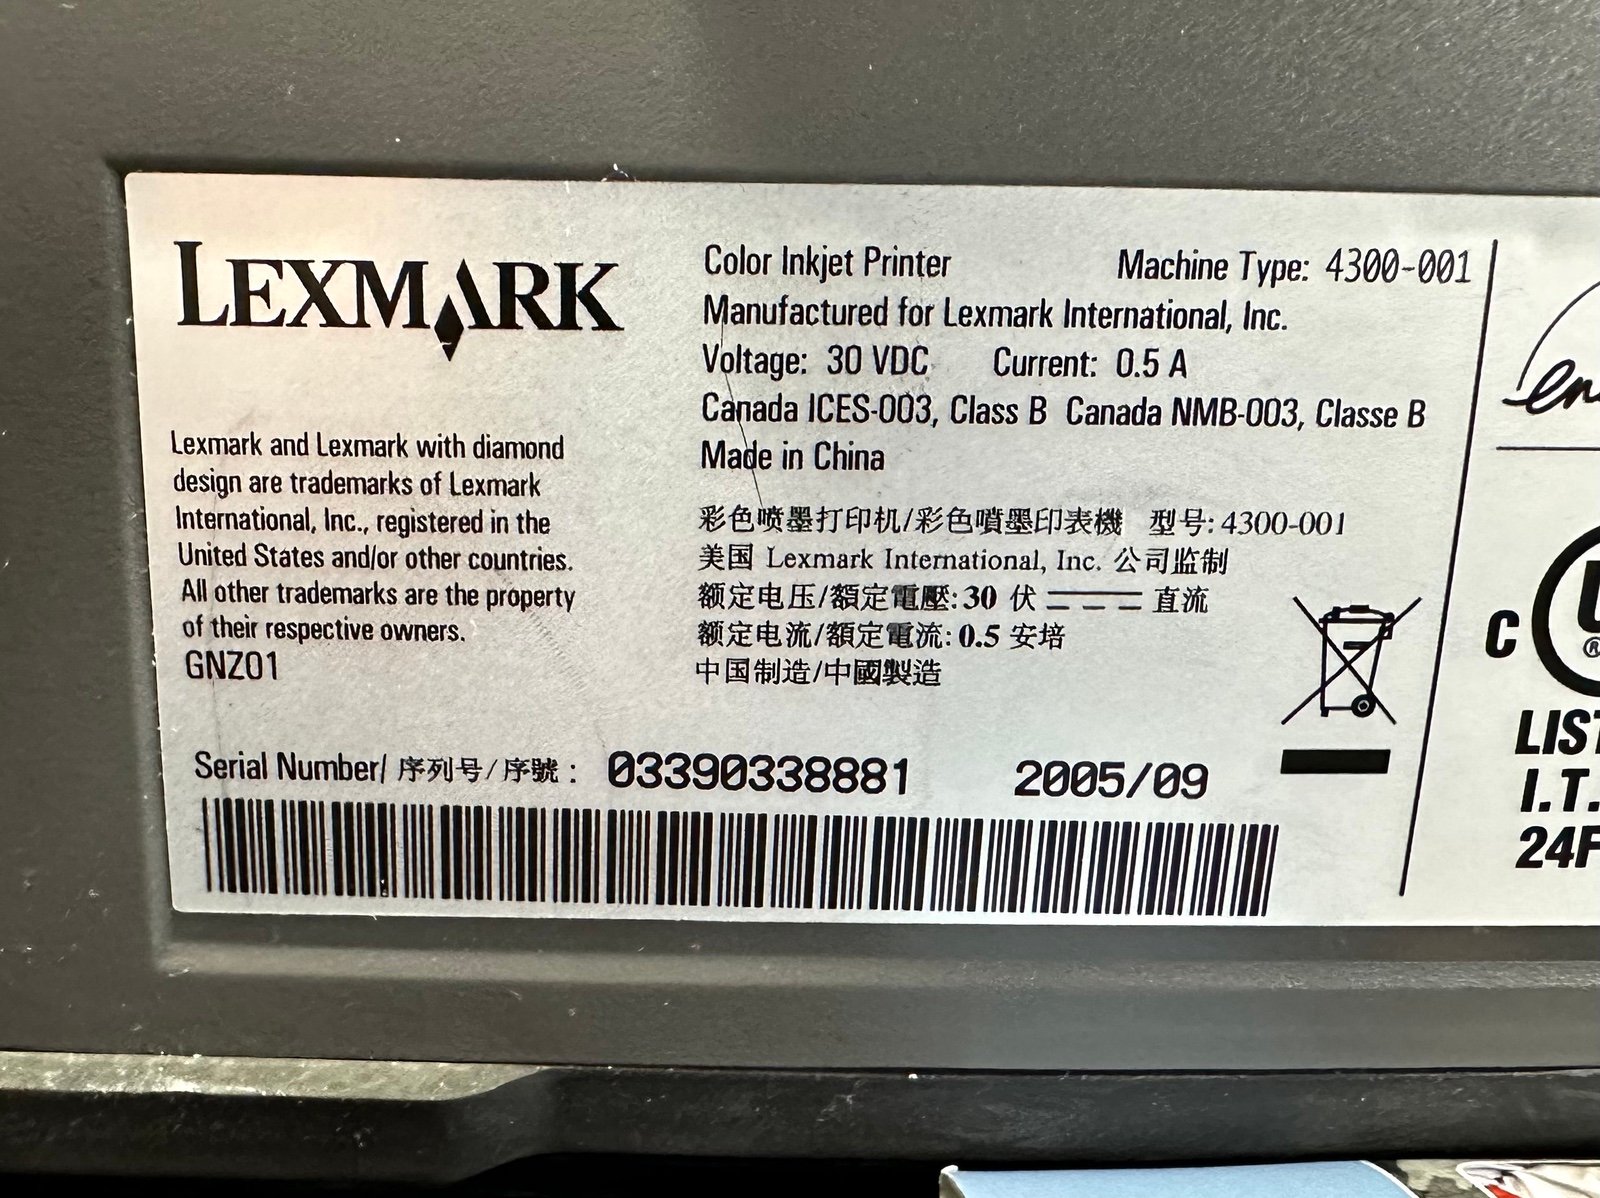 LEXMARK
Lexmark and Lexmark with diamond
design are trademarks of Lexmark
International, Inc., registered in the
United States and/or other countries.
All other trademarks are the property
of their respective owners.
GNZ01
Color Inkjet Printer Machine Type: 4300-001
Manufactured for Lexmark International, Inc.
Voltage: 30 VDC Current: 0.5 A
Canada ICES-003, Class B Canada NMB-003, Classe B
Made in China
彩色喷墨打印机/彩色噴墨印表機 型号: 4300-001
美国 Lexmark International, Inc. 公司监制
额定电压/額定電壓: 30 伏 直流
额定电流/額定電流: 0.5 安培
中国制造/中國製造
Serial Number/ 序列号/序號: 03390338881 2005/09
C
I.T.